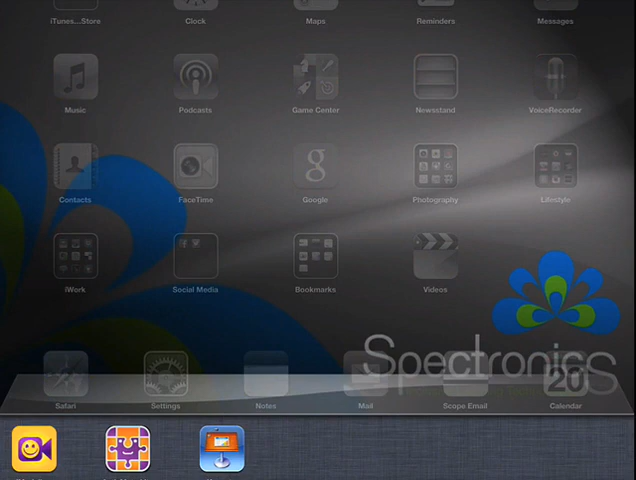 iTunes...Store Clock Maps Reminders Messages
Music Podcasts Game Center Newsstand VoiceRecorder
Contacts FaceTime Google Photography Lifestyle
iWork Social Media Bookmarks Videos
Spectronics
20
Safari Settings Notes Mail Scope Email Calendar